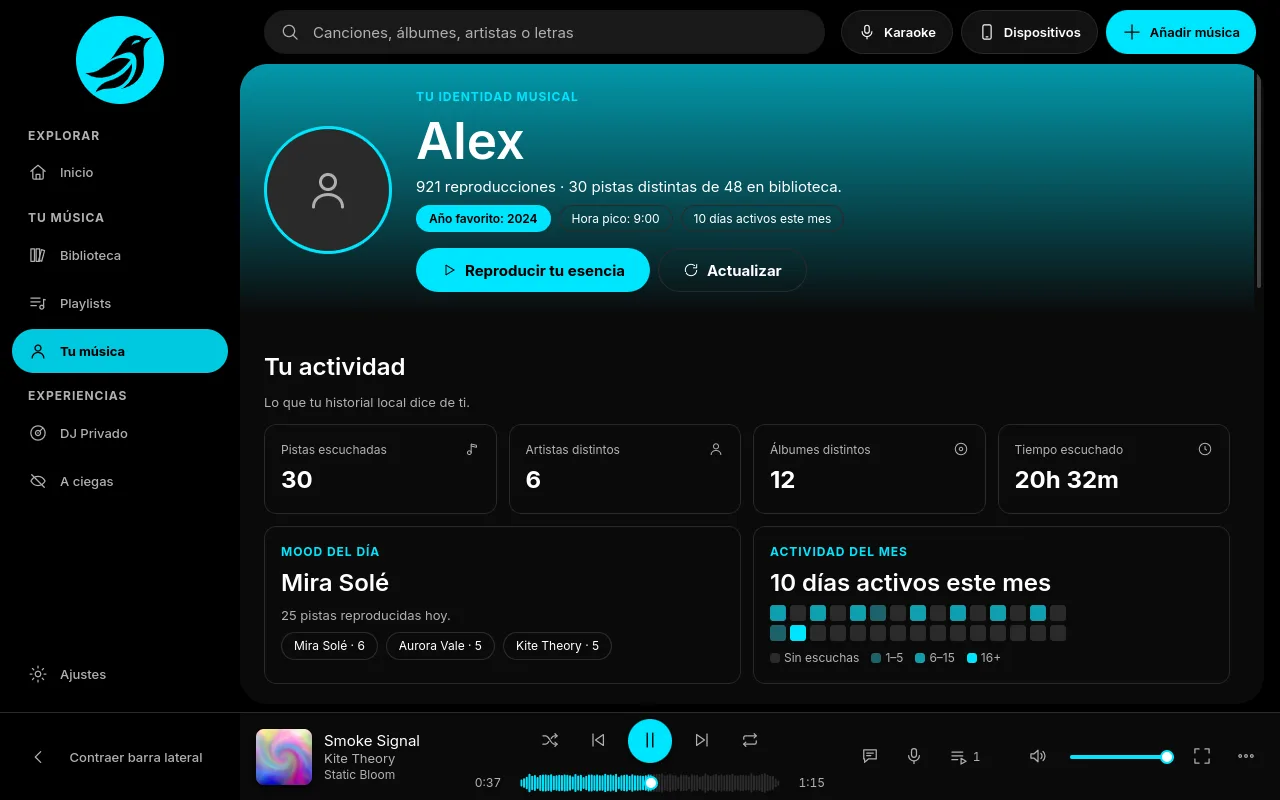 Canciones, álbumes, artistas o letras
Karaoke
Dispositivos
Añadir música
EXPLORAR
Inicio
TU MÚSICA
Biblioteca
Playlists
Tu música
EXPERIENCIAS
DJ Privado
A ciegas
Ajustes
Contraer barra lateral
TU IDENTIDAD MUSICAL
Alex
921 reproducciones · 30 pistas distintas de 48 en biblioteca.
Año favorito: 2024
Hora pico: 9:00
10 días activos este mes
Reproducir tu esencia
Actualizar
Tu actividad
Lo que tu historial local dice de ti.
Pistas escuchadas
30
Artistas distintos
6
Álbumes distintos
12
Tiempo escuchado
20h 32m
MOOD DEL DÍA
Mira Solé
25 pistas reproducidas hoy.
Mira Solé · 6
Aurora Vale · 5
Kite Theory · 5
ACTIVIDAD DEL MES
10 días activos este mes
Sin escuchas
1–5
6–15
16+
Smoke Signal
Kite Theory
Static Bloom
0:37
1:15
1